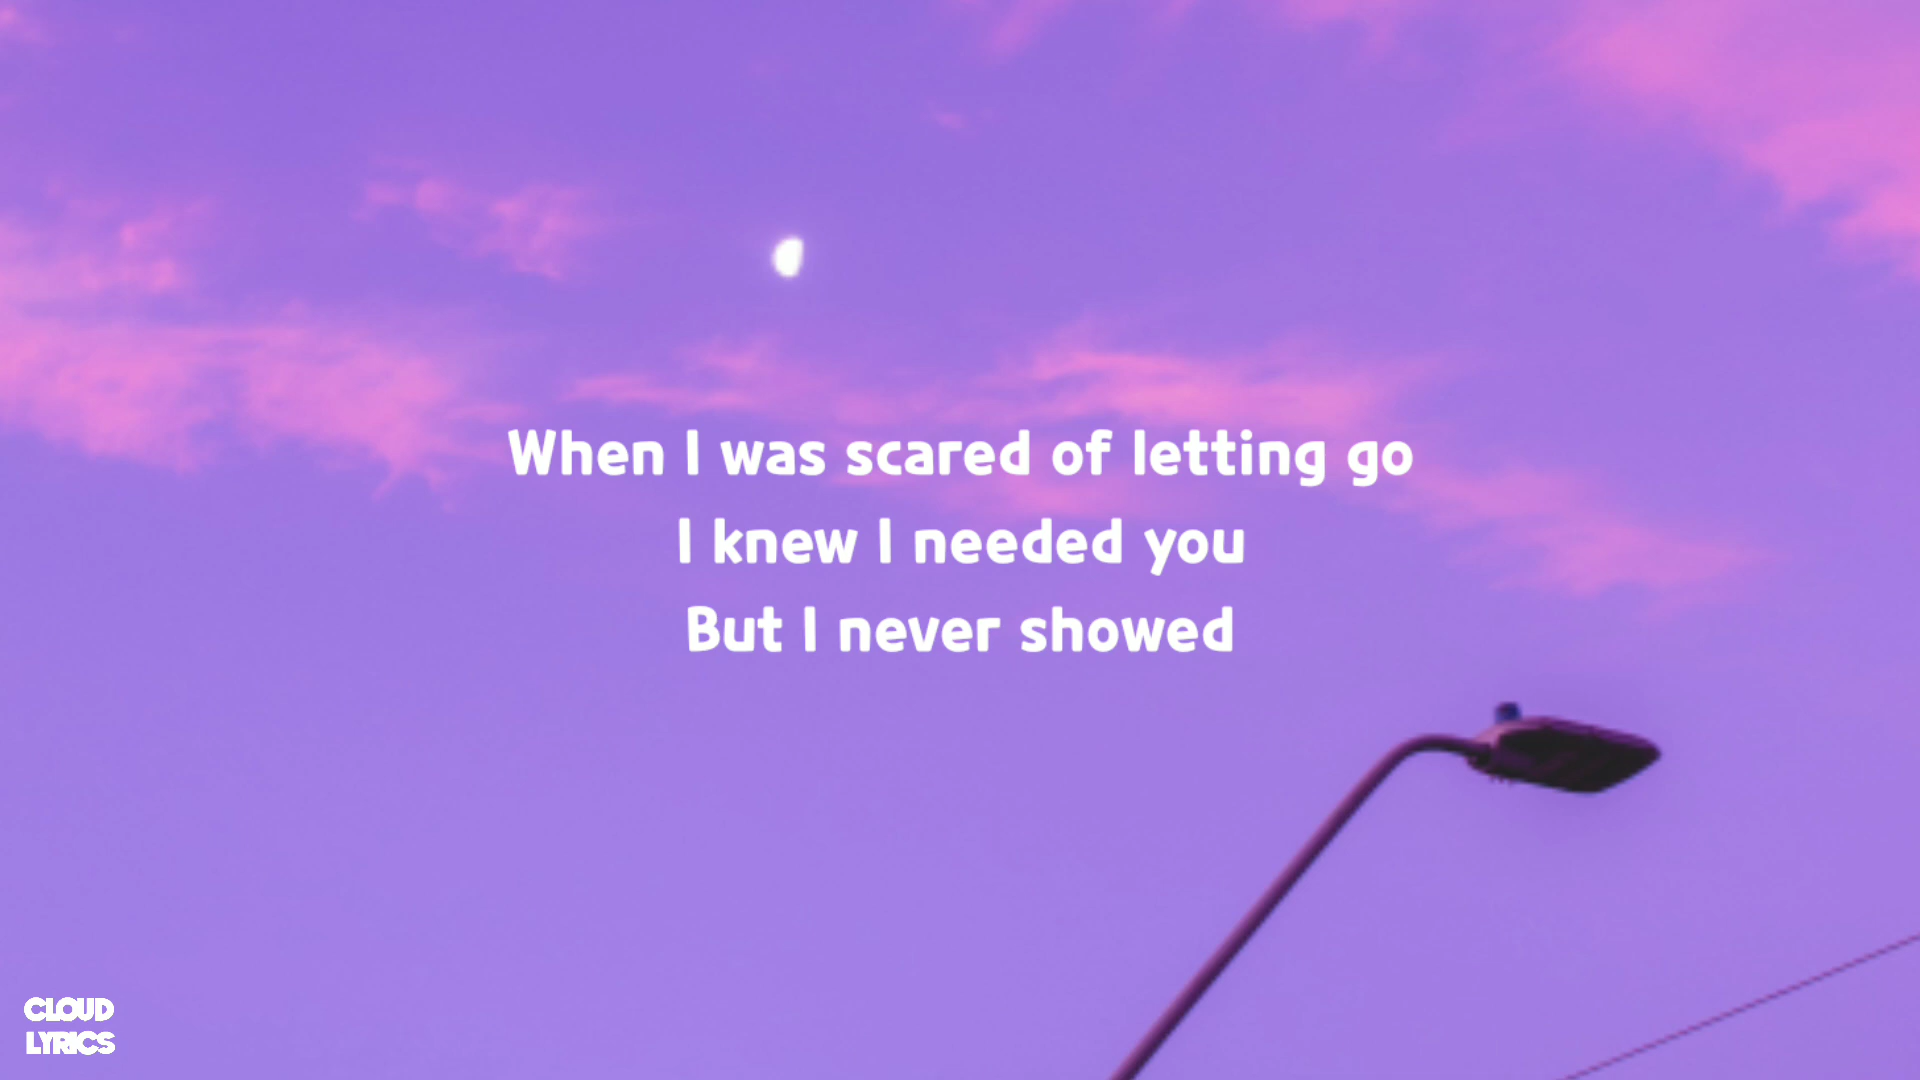 When I was scared of letting go
I knew I needed you
But I never showed
CLOUD
LYRICS